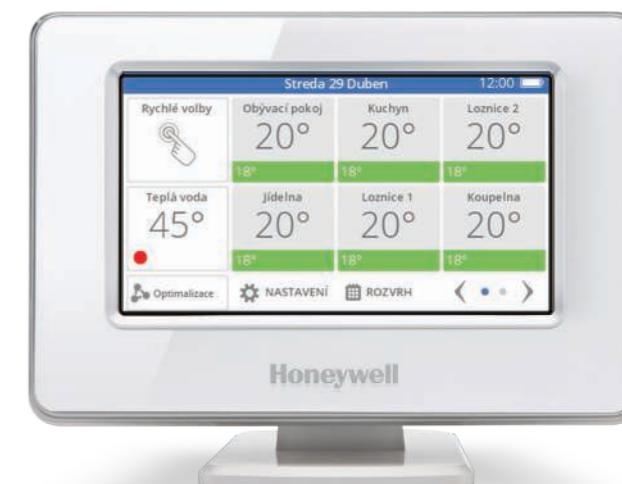 Streda 29 Duben 12:00
Rychlé volby
Obývací pokoj
20°
18°
Kuchyn
20°
18°
Loznice 2
20°
18°
Teplá voda
45°
Jídelna
20°
18°
Loznice 1
20°
18°
Koupelna
20°
18°
Optimalizace NASTAVENÍ ROZVRH
Honeywell